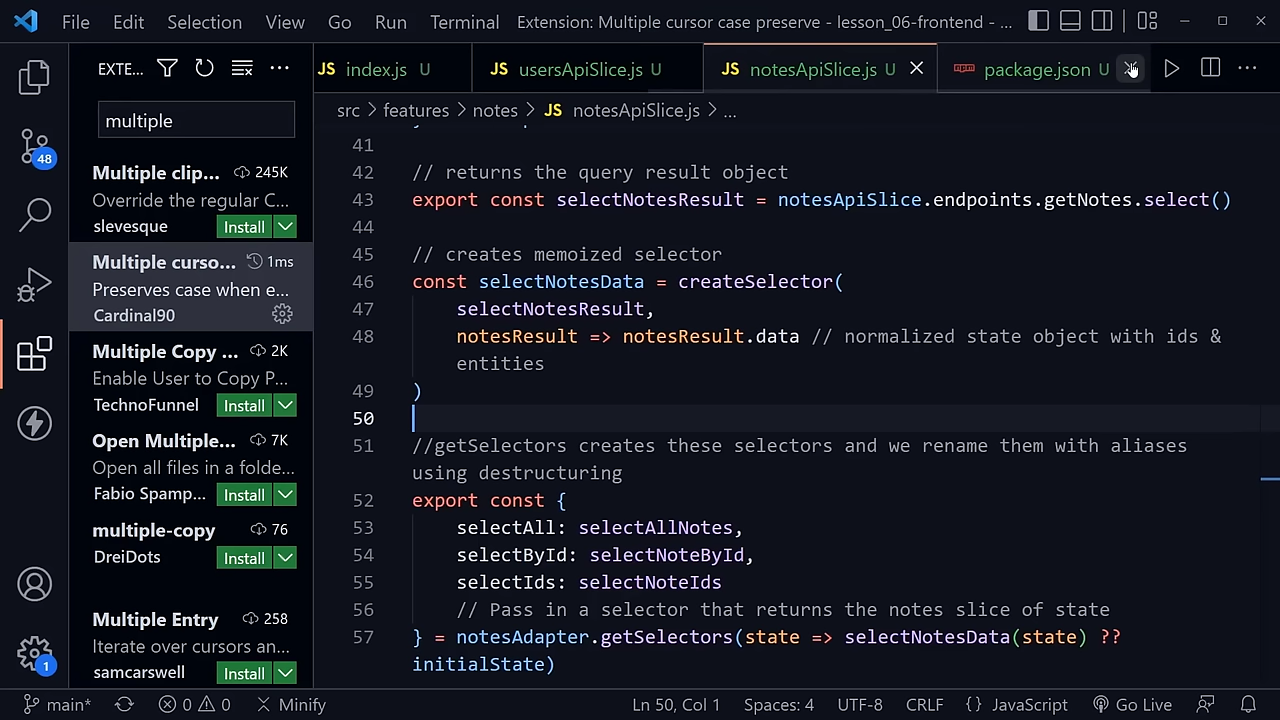 File Edit Selection View Go Run Terminal Extension: Multiple cursor case preserve - lesson_06-frontend - ...
EXTE...
JS index.js U
JS usersApiSlice.js U
JS notesApiSlice.js U
package.json U
src > features > notes > JS notesApiSlice.js > ...
multiple
Multiple clip... 245K
Override the regular C...
slevesque Install
Multiple curso... 1ms
Preserves case when e...
Cardinal90
Multiple Copy ... 2K
Enable User to Copy P...
TechnoFunnel Install
Open Multiple... 7K
Open all files in a folde...
Fabio Spamp... Install
multiple-copy 76
DreiDots Install
Multiple Entry 258
Iterate over cursors an...
samcarswell Install
48
1
41
42 // returns the query result object
43 export const selectNotesResult = notesApiSlice.endpoints.getNotes.select()
44
45 // creates memoized selector
46 const selectNotesData = createSelector(
47 selectNotesResult,
48 notesResult => notesResult.data // normalized state object with ids &
entities
49 )
50
51 //getSelectors creates these selectors and we rename them with aliases
using destructuring
52 export const {
53 selectAll: selectAllNotes,
54 selectById: selectNoteById,
55 selectIds: selectNoteIds
56 // Pass in a selector that returns the notes slice of state
57 } = notesAdapter.getSelectors(state => selectNotesData(state) ??
initialState)
main* 0 0 Minify Ln 50, Col 1 Spaces: 4 UTF-8 CRLF {} JavaScript Go Live